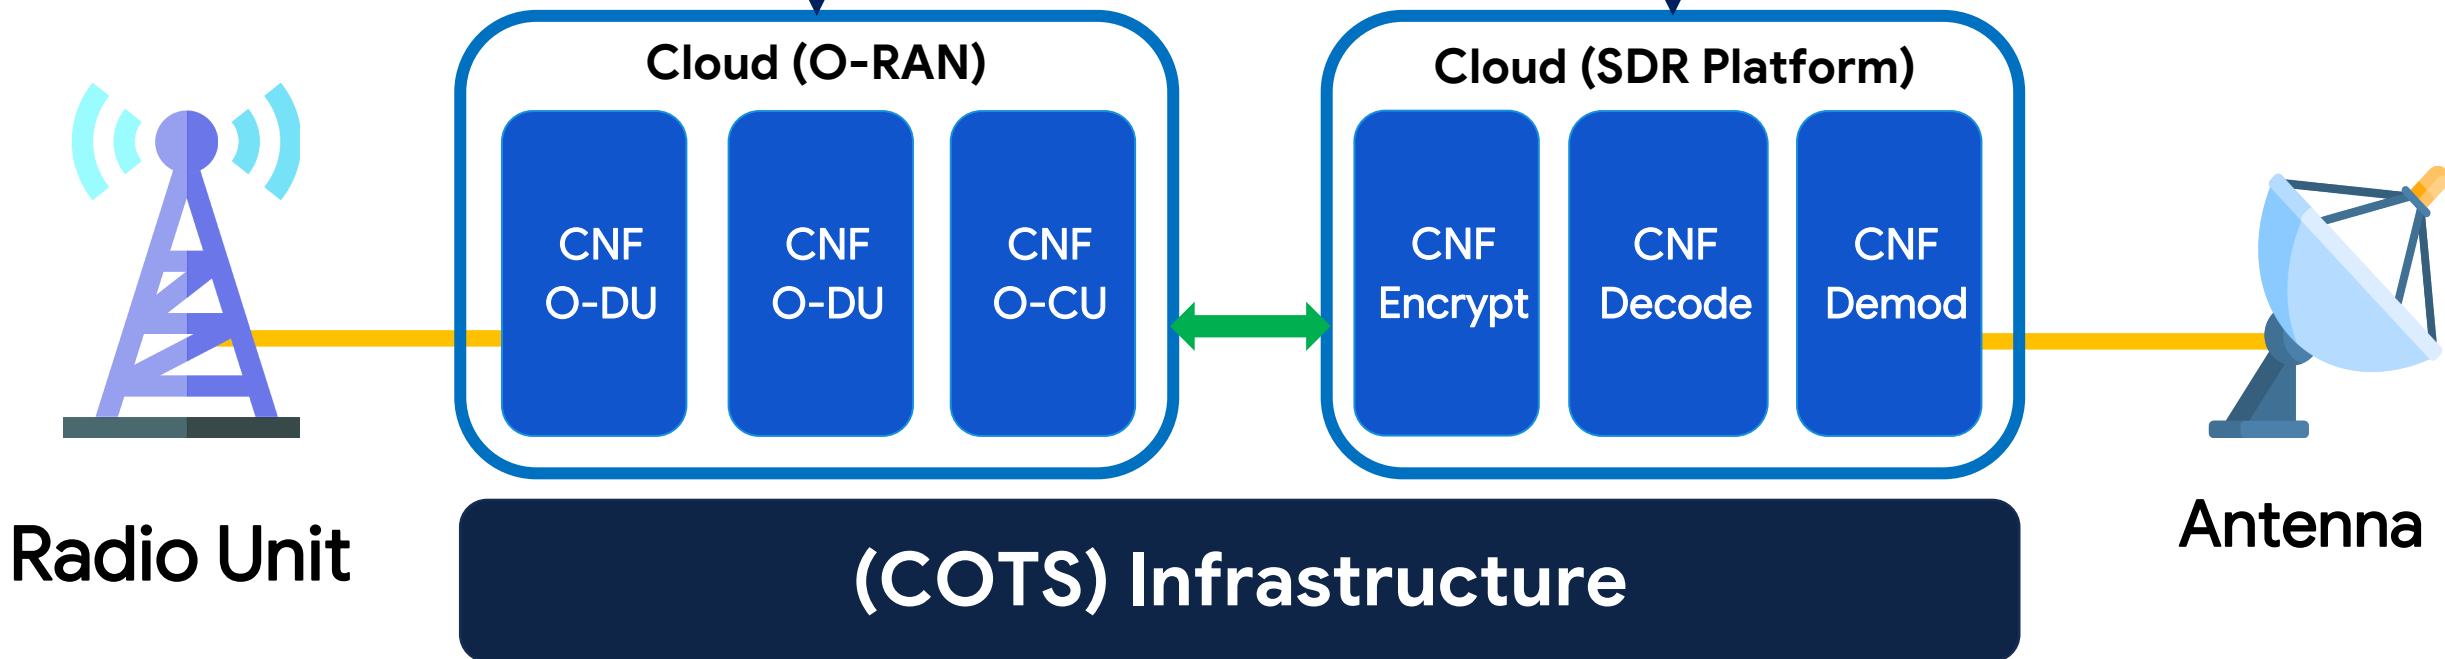 Cloud (O-RAN)
Cloud (SDR Platform)
CNF
O-DU
CNF
O-DU
CNF
O-CU
CNF
Encrypt
CNF
Decode
CNF
Demod
Radio Unit
Antenna
(COTS) Infrastructure